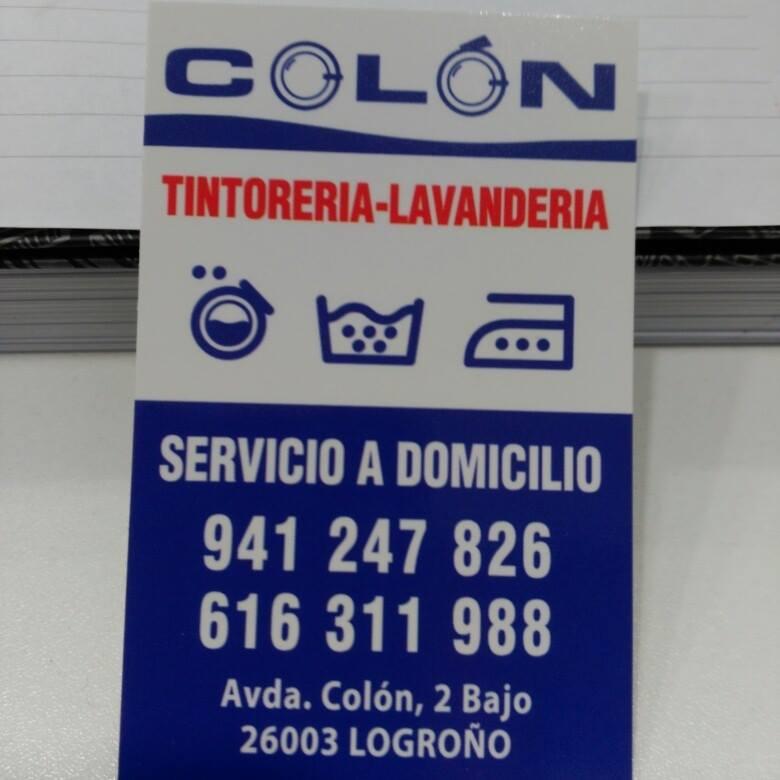 COLÓN
TINTORERIA-LAVANDERIA
SERVICIO A DOMICILIO
941 247 826
616 311 988
Avda. Colón, 2 Bajo
26003 LOGROÑO